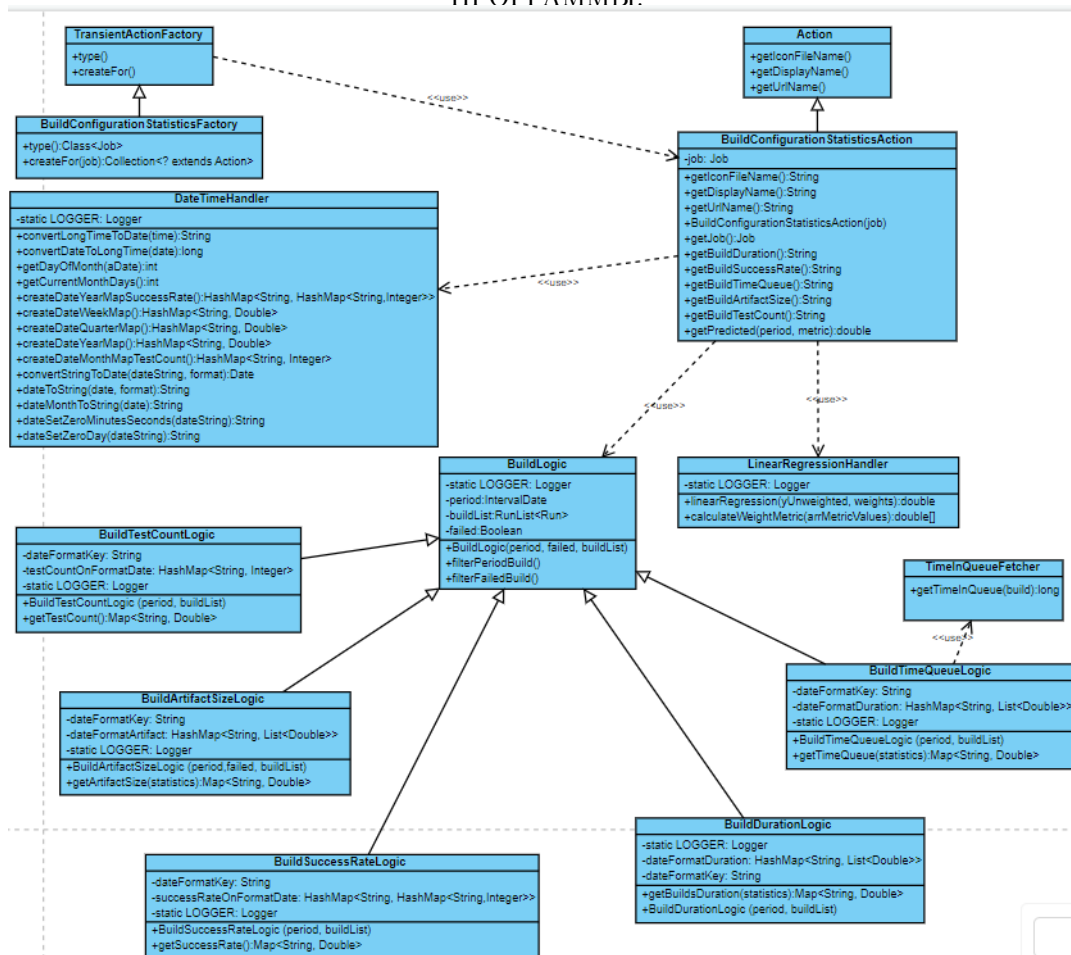 ПРОГРАММЫ.
TransientActionFactory
+type()
+createFor()
Action
+getIconFileName()
+getDisplayName()
+getUrlName()
<<use>>
BuildConfigurationStatisticsFactory
+type():Class<Job>
+createFor(job):Collection<? extends Action>
BuildConfigurationStatisticsAction
-job: Job
+getIconFileName():String
+getDisplayName():String
+getUrlName():String
+BuildConfigurationStatisticsAction(job)
+getJob():Job
+getBuildDuration():String
+getBuildSuccessRate():String
+getBuildTimeQueue():String
+getBuildArtifactSize():String
+getBuildTestCount():String
+getPredicted(period, metric):double
DateTimeHandler
-static LOGGER: Logger
+convertLongTimeToDate(time):String
+convertDateToLongTime(date):long
+getDayOfMonth(aDate):int
+getCurrentMonthDays():int
+createDateYearMapSuccessRate():HashMap<String, HashMap<String,Integer>>
+createDateWeekMap():HashMap<String, Double>
+createDateQuarterMap():HashMap<String, Double>
+createDateYearMap():HashMap<String, Double>
+createDateMonthMapTestCount():HashMap<String, Integer>
+convertStringToDate(dateString, format):Date
+dateToString(date, format):String
+dateMonthToString(date):String
+dateSetZeroMinutesSeconds(dateString):String
+dateSetZeroDay(dateString):String
<<use>>
<<use>>
<<use>>
BuildLogic
-static LOGGER: Logger
-period:IntervalDate
-buildList:RunList<Run>
-failed:Boolean
+BuildLogic(period, failed, buildList)
+filterPeriodBuild()
+filterFailedBuild()
LinearRegressionHandler
-static LOGGER: Logger
+linearRegression(yUnweighted, weights):double
+calculateWeightMetric(arrMetricValues):double[]
BuildTestCountLogic
-dateFormatKey: String
-testCountOnFormatDate: HashMap<String, Integer>
-static LOGGER: Logger
+BuildTestCountLogic (period, buildList)
+getTestCount():Map<String, Double>
TimeInQueueFetcher
+getTimeInQueue(build):long
<<use>>
BuildTimeQueueLogic
-dateFormatKey: String
-dateFormatDuration: HashMap<String, List<Double>>
-static LOGGER: Logger
+BuildTimeQueueLogic (period, buildList)
+getTimeQueue(statistics):Map<String, Double>
BuildArtifactSizeLogic
-dateFormatKey: String
-dateFormatArtifact: HashMap<String, List<Double>>
-static LOGGER: Logger
+BuildArtifactSizeLogic (period,failed, buildList)
+getArtifactSize(statistics):Map<String, Double>
BuildDurationLogic
-static LOGGER: Logger
-dateFormatDuration: HashMap<String, List<Double>>
-dateFormatKey: String
+getBuildsDuration(statistics):Map<String, Double>
+BuildDurationLogic (period, buildList)
BuildSuccessRateLogic
-dateFormatKey: String
-successRateOnFormatDate: HashMap<String, HashMap<String,Integer>>
-static LOGGER: Logger
+BuildSuccessRateLogic (period, buildList)
+getSuccessRate():Map<String, Double>